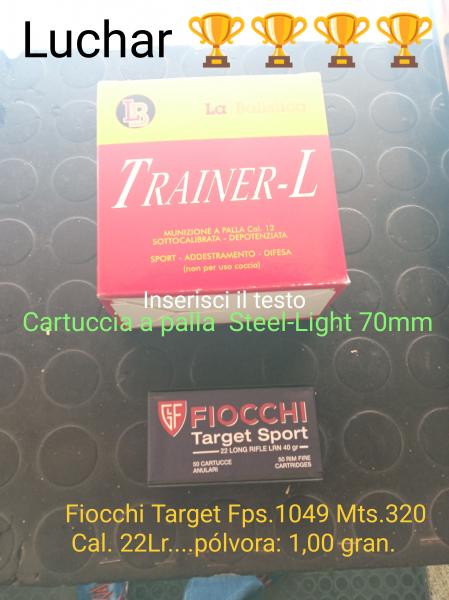 Luchar 🏆🏆🏆🏆
LB
La Balistica
TRAINER-L
MUNIZIONE A PALLA Cal. 12
SOTTOCALIBRATA - DEPOTENZIATA
SPORT - ADDESTRAMENTO - DIFESA
(non per uso caccia)
Inserisci il testo
Cartuccia a palla Steel-Light 70mm
GFL FIOCCHI
Target Sport
22 LONG RIFLE LRN 40 gr
50 CARTUCCE ANULARI
50 RIM FIRE CARTRIDGES
Fiocchi Target Fps.1049 Mts.320
Cal. 22Lr....pólvora: 1,00 gran.